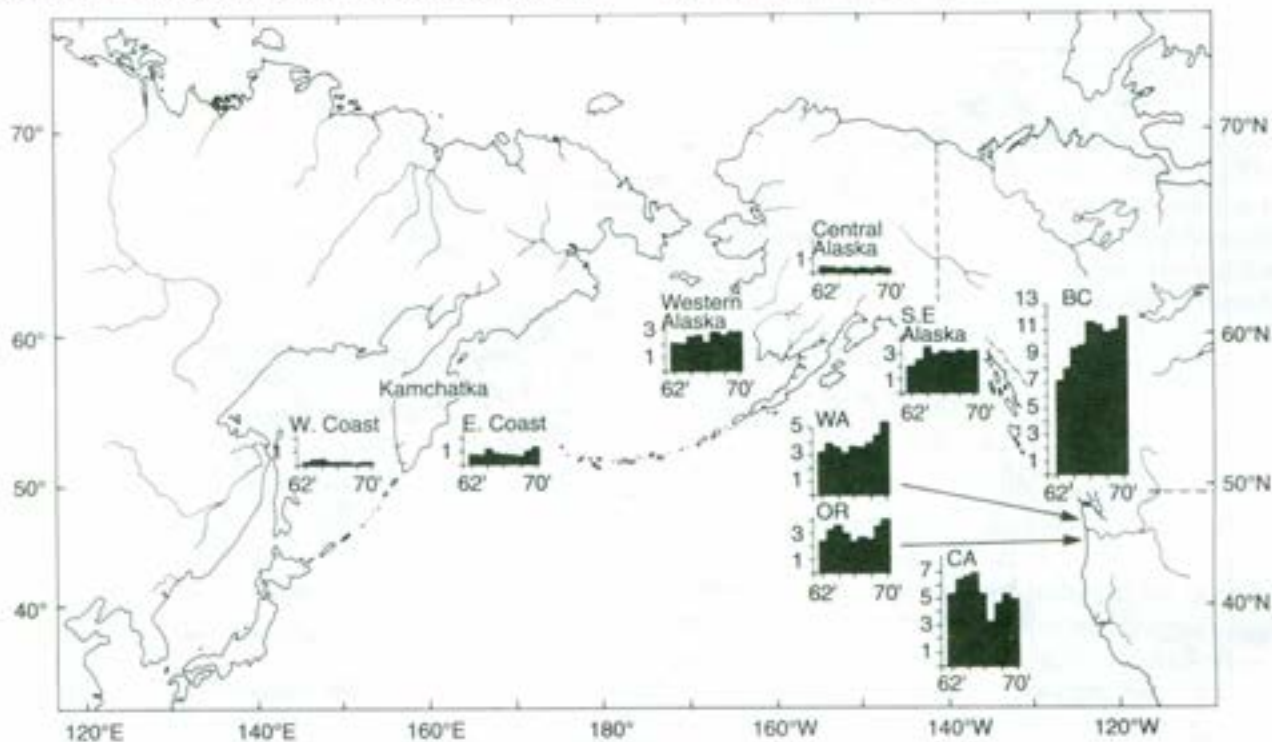 70°
70°N
Central
Alaska
1
62' 70'
Western
Alaska
3
1
62' 70'
S.E
Alaska
3
1
62' 70'
13
BC
11
9
7
5
3
1
62' 70'
60°
60°N
Kamchatka
W. Coast
1
62' 70'
E. Coast
1
62' 70'
WA
5
3
1
62' 70'
50°
50°N
OR
3
1
62' 70'
CA
7
5
3
1
62' 70'
40°
40°N
120°E 140°E 160°E 180° 160°W 140°W 120°W